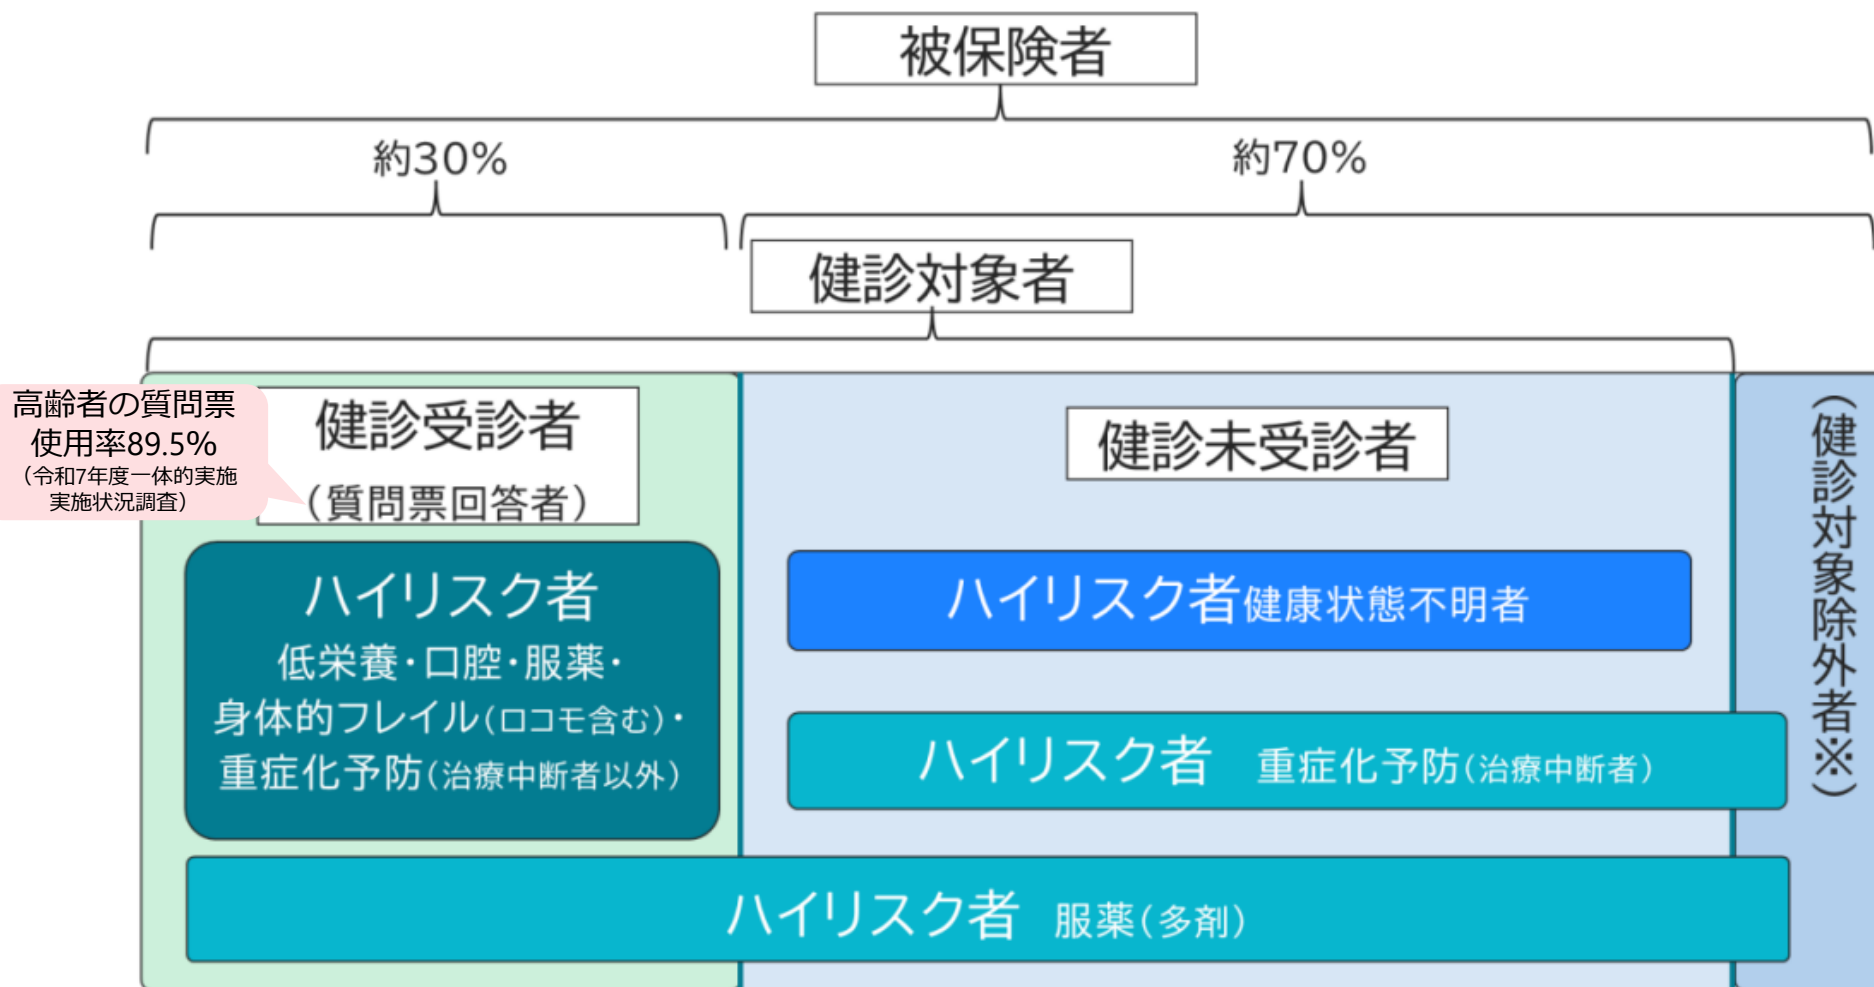 被保険者
約30%
約70%
健診対象者
高齢者の質問票
使用率89.5%
（令和7年度一体的実施
実施状況調査）
健診受診者
（質問票回答者）
健診未受診者
（健診対象除外者※）
ハイリスク者
低栄養・口腔・服薬・
身体的フレイル（ロコモ含む）・
重症化予防（治療中断者以外）
ハイリスク者健康状態不明者
ハイリスク者　重症化予防（治療中断者）
ハイリスク者　服薬（多剤）